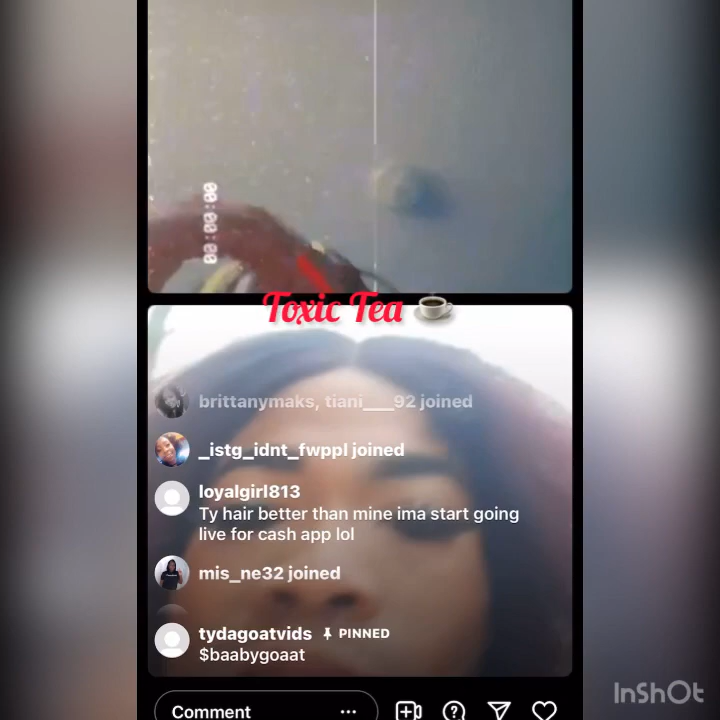 00:00:00
Toxic Tea
brittanymaks, tiani___92 joined
_istg_idnt_fwppl joined
loyalgirl813
Ty hair better than mine ima start going
live for cash app lol
mis_ne32 joined
tydagoatvids PINNED
$baabygoaat
Comment
InShOt